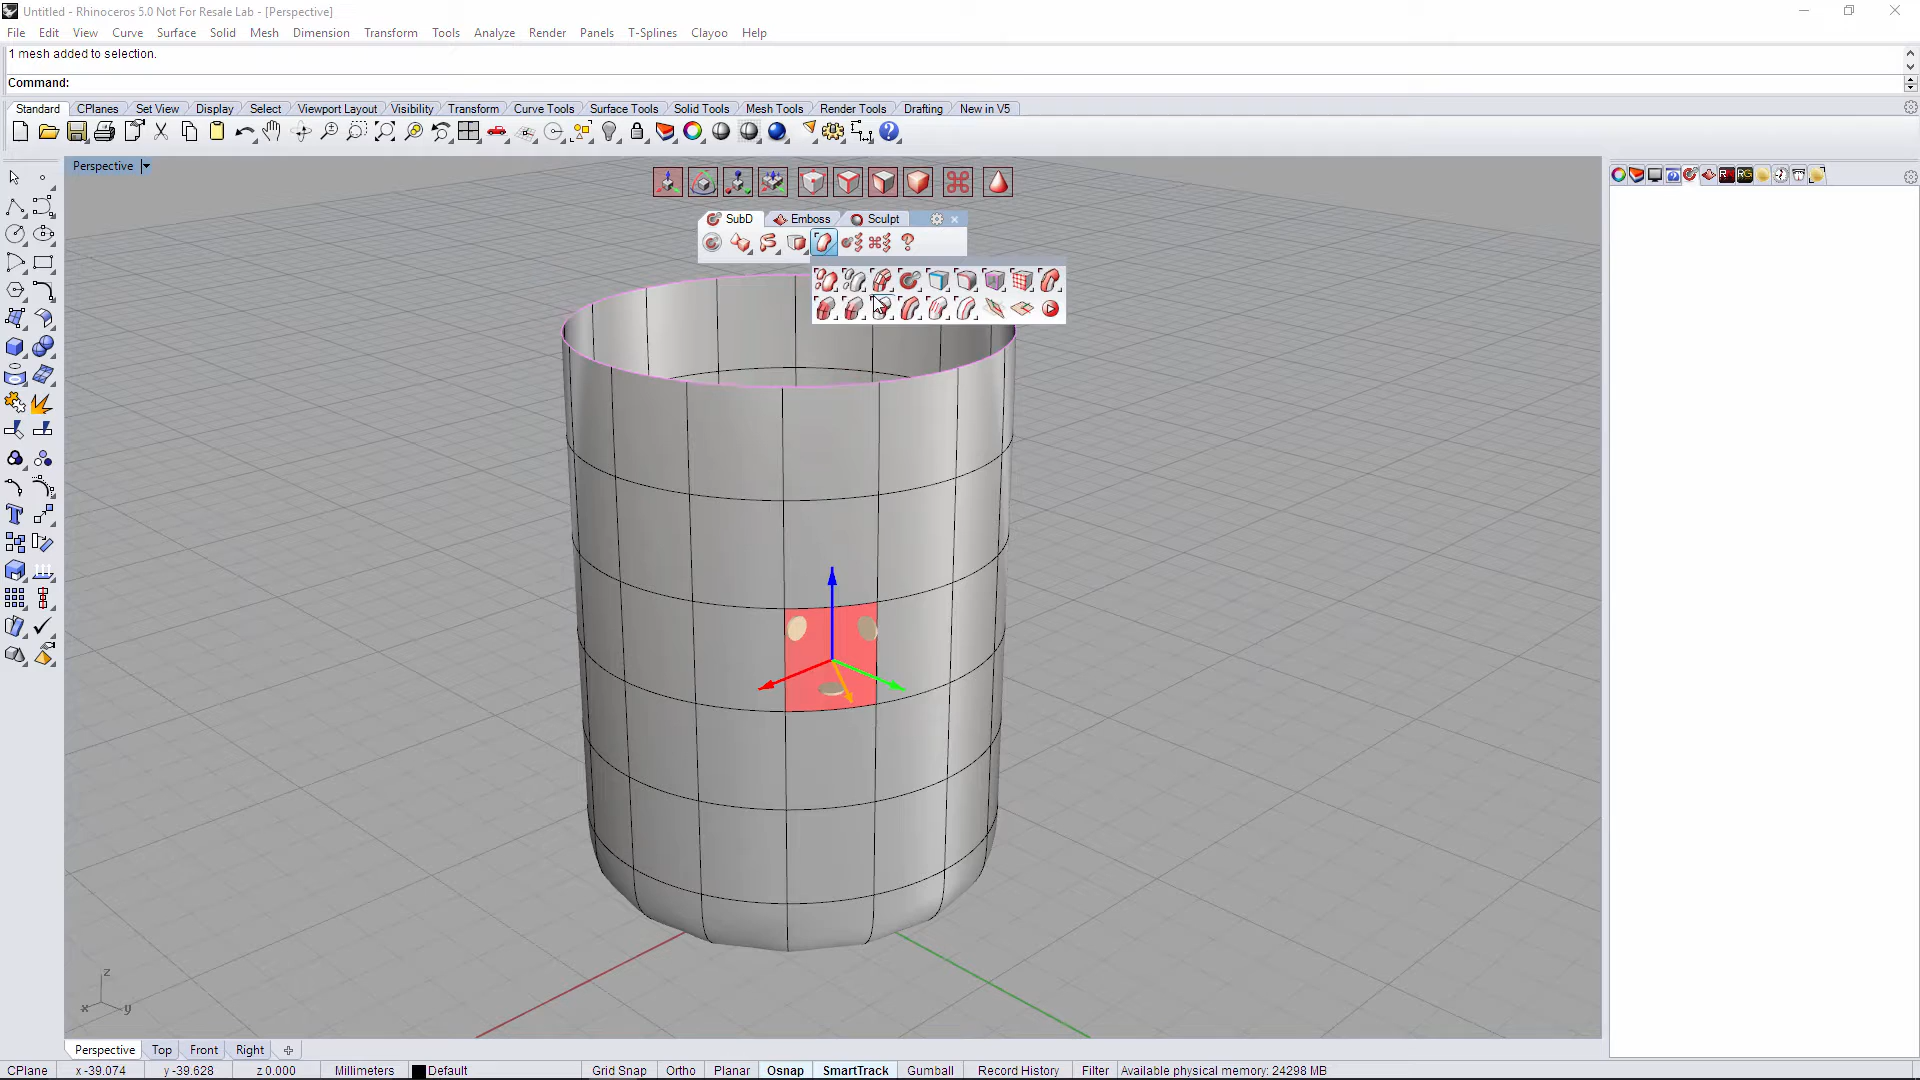 Untitled - Rhinoceros 5.0 Not For Resale Lab - [Perspective]
File Edit View Curve Surface Solid Mesh Dimension Transform Tools Analyze Render Panels T-Splines Clayoo Help
1 mesh added to selection.
Command:
Standard CPlanes Set View Display Select Viewport Layout Visibility Transform Curve Tools Surface Tools Solid Tools Mesh Tools Render Tools Drafting New in V5
Perspective
SubD Emboss Sculpt
z
x y
Perspective Top Front Right
CPlane x -39.074 y -39.628 z 0.000 Millimeters Default Grid Snap Ortho Planar Osnap SmartTrack Gumball Record History Filter Available physical memory: 24298 MB